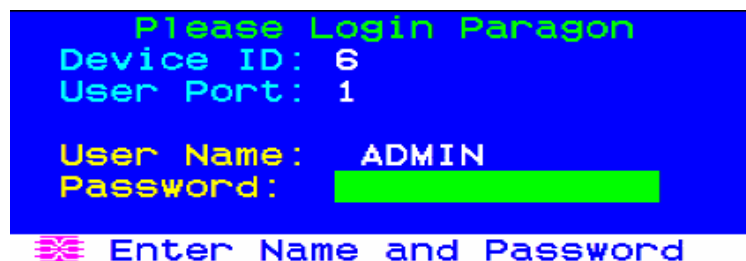 Please Login Paragon
Device ID: 6
User Port: 1
User Name: ADMIN
Password:
Enter Name and Password